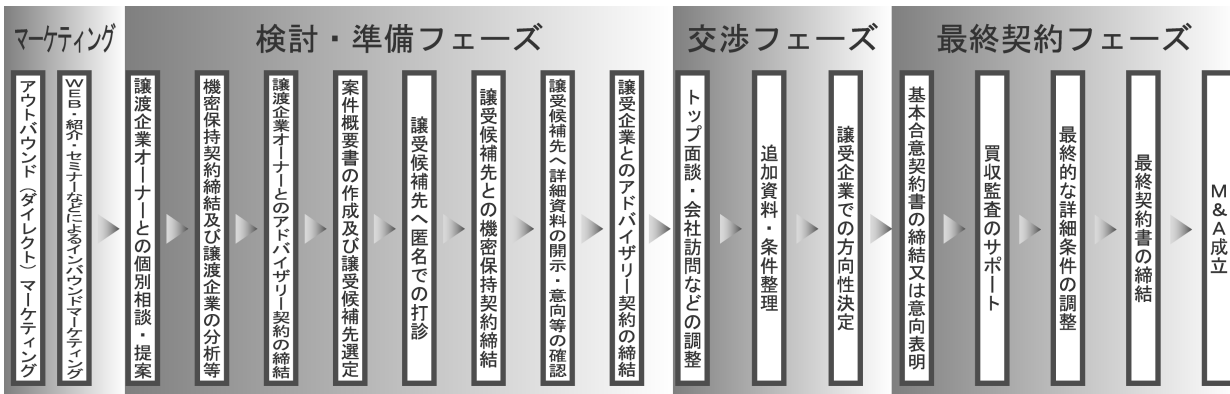 マーケティング
アウトバウンド（ダイレクト）マーケティング
WEB・紹介・セミナーなどによるインバウンドマーケティング
検討・準備フェーズ
譲渡企業オーナーとの個別相談・提案
機密保持契約締結及び譲渡企業の分析等
譲渡企業オーナーとのアドバイザリー契約の締結
案件概要書の作成及び譲受候補先選定
譲受候補先へ匿名での打診
譲受候補先との機密保持契約締結
譲受候補先へ詳細資料の開示・意向等の確認
譲受企業とのアドバイザリー契約の締結
交渉フェーズ
トップ面談・会社訪問などの調整
追加資料・条件整理
譲受企業での方向性決定
最終契約フェーズ
基本合意契約書の締結又は意向表明
買収監査のサポート
最終的な詳細条件の調整
最終契約書の締結
M&A成立